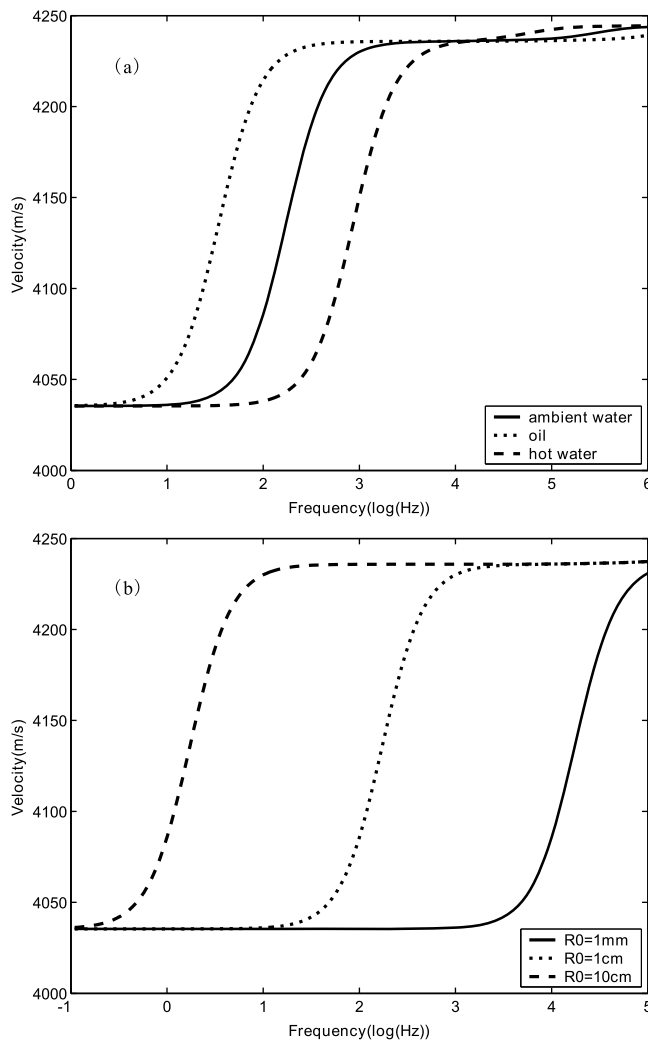 4250
(a)
4200
4150
Velocity(m/s)
4100
4050
ambient water
oil
hot water
4000
0 1 2 3 4 5 6
Frequency(log(Hz))
4250
(b)
4200
4150
Velocity(m/s)
4100
4050
R0=1mm
R0=1cm
R0=10cm
4000
-1 0 1 2 3 4 5
Frequency(log(Hz))